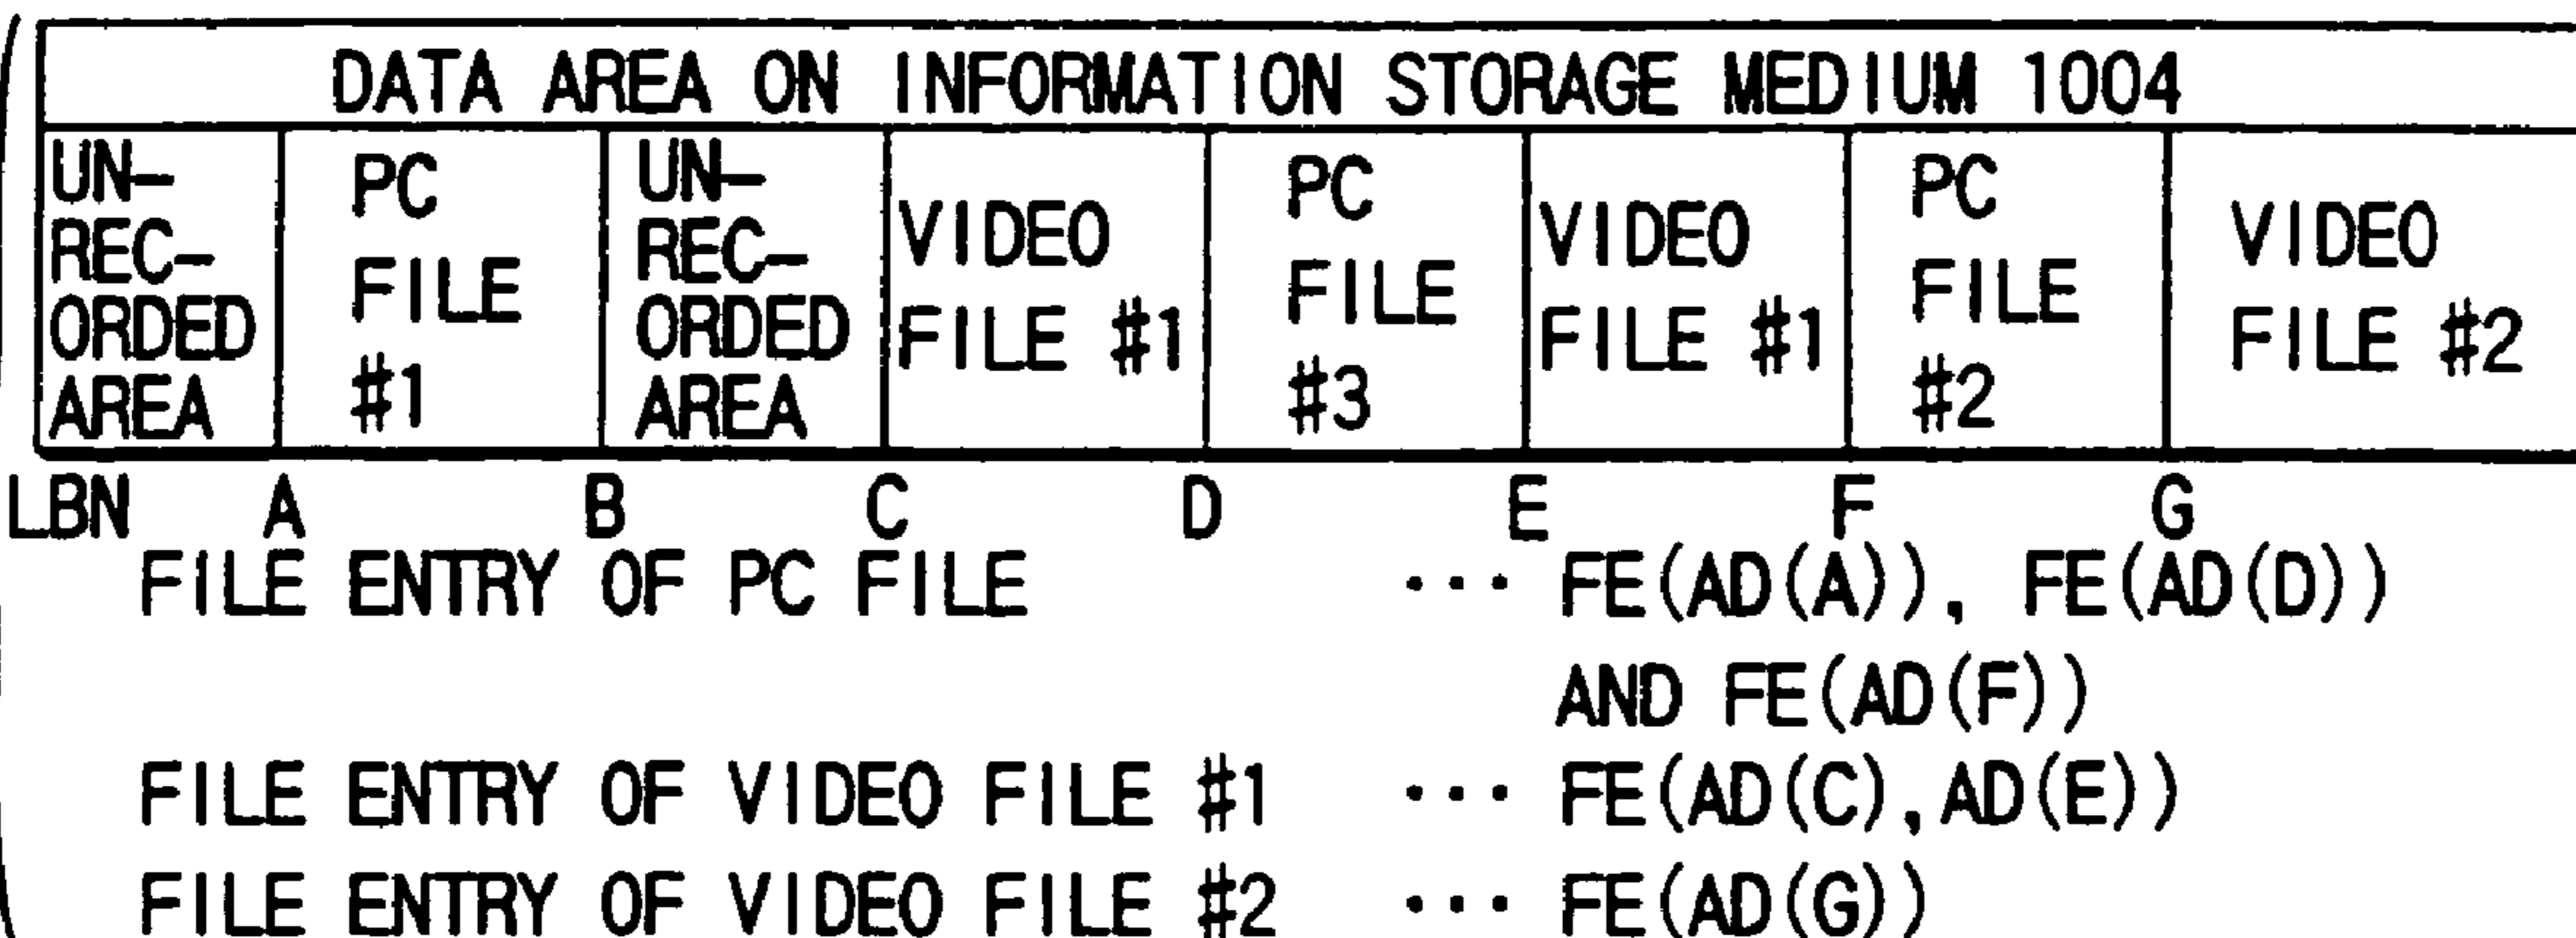 DATA AREA ON INFORMATION STORAGE MEDIUM 1004
UN-
REC-
ORDED
AREA
PC
FILE
#1
UN-
REC-
ORDED
AREA
VIDEO
FILE #1
PC
FILE
#3
VIDEO
FILE #1
PC
FILE
#2
VIDEO
FILE #2
LBN A B C D E F G
FILE ENTRY OF PC FILE ··· FE(AD(A)), FE(AD(D))
AND FE(AD(F))
FILE ENTRY OF VIDEO FILE #1 ··· FE(AD(C),AD(E))
FILE ENTRY OF VIDEO FILE #2 ··· FE(AD(G))